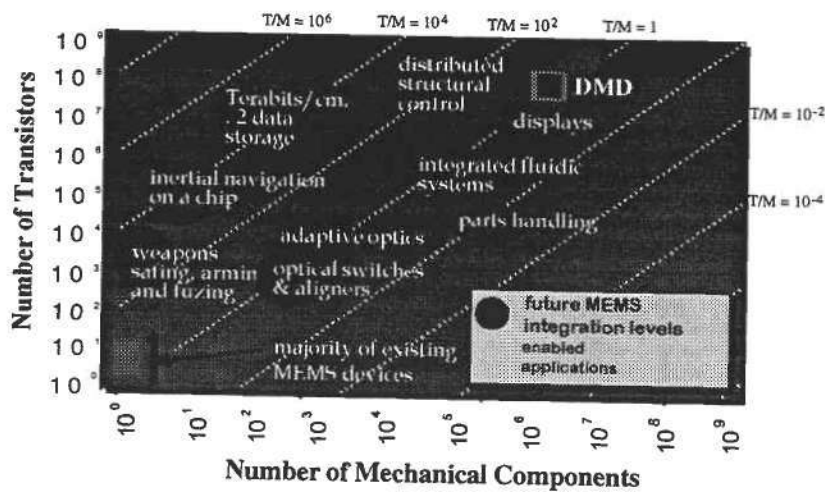 T/M = 10⁶
T/M = 10⁴
T/M = 10²
T/M = 1
Number of Transistors
10⁹
10⁸
10⁷
10⁶
10⁵
10⁴
10³
10²
10¹
10⁰
distributed
structural
control
DMD
Terabits/cm.
.2 data
storage
displays
T/M = 10⁻²
integrated fluidic
systems
inertial navigation
on a chip
T/M = 10⁻⁴
parts handling
adaptive optics
weapons
safing, armin
and fuzing
optical switches
& aligners
future MEMS
integration levels
enabled
applications
majority of existing
MEMS devices
10⁰
10¹
10²
10³
10⁴
10⁵
10⁶
10⁷
10⁸
10⁹
Number of Mechanical Components